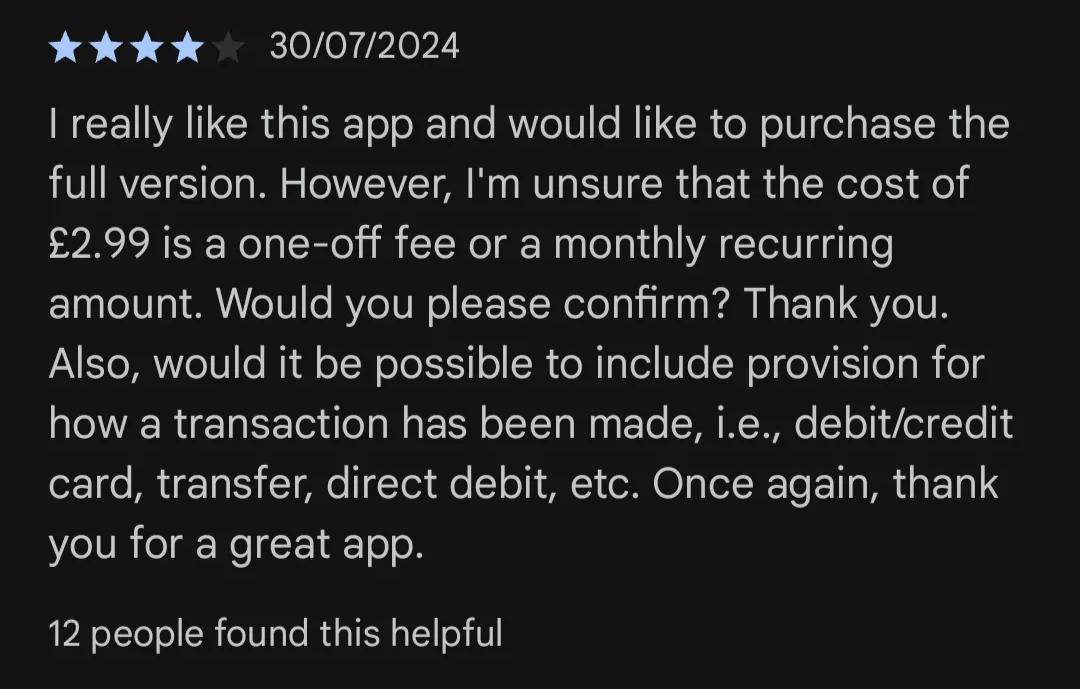 30/07/2024
I really like this app and would like to purchase the
full version. However, I'm unsure that the cost of
£2.99 is a one-off fee or a monthly recurring
amount. Would you please confirm? Thank you.
Also, would it be possible to include provision for
how a transaction has been made, i.e., debit/credit
card, transfer, direct debit, etc. Once again, thank
you for a great app.
12 people found this helpful